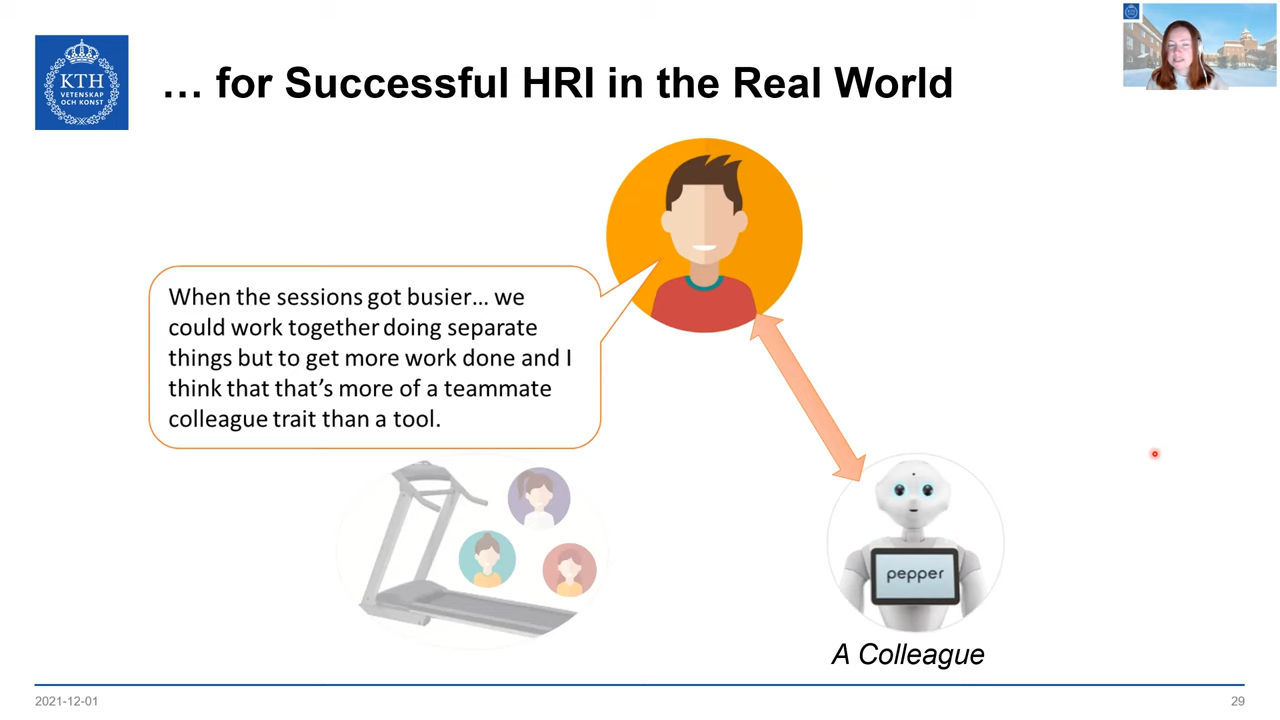 KTH
VETENSKAP
OCH KONST
… for Successful HRI in the Real World
When the sessions got busier… we
could work together doing separate
things but to get more work done and I
think that that's more of a teammate
colleague trait than a tool.
pepper
A Colleague
2021-12-01
29